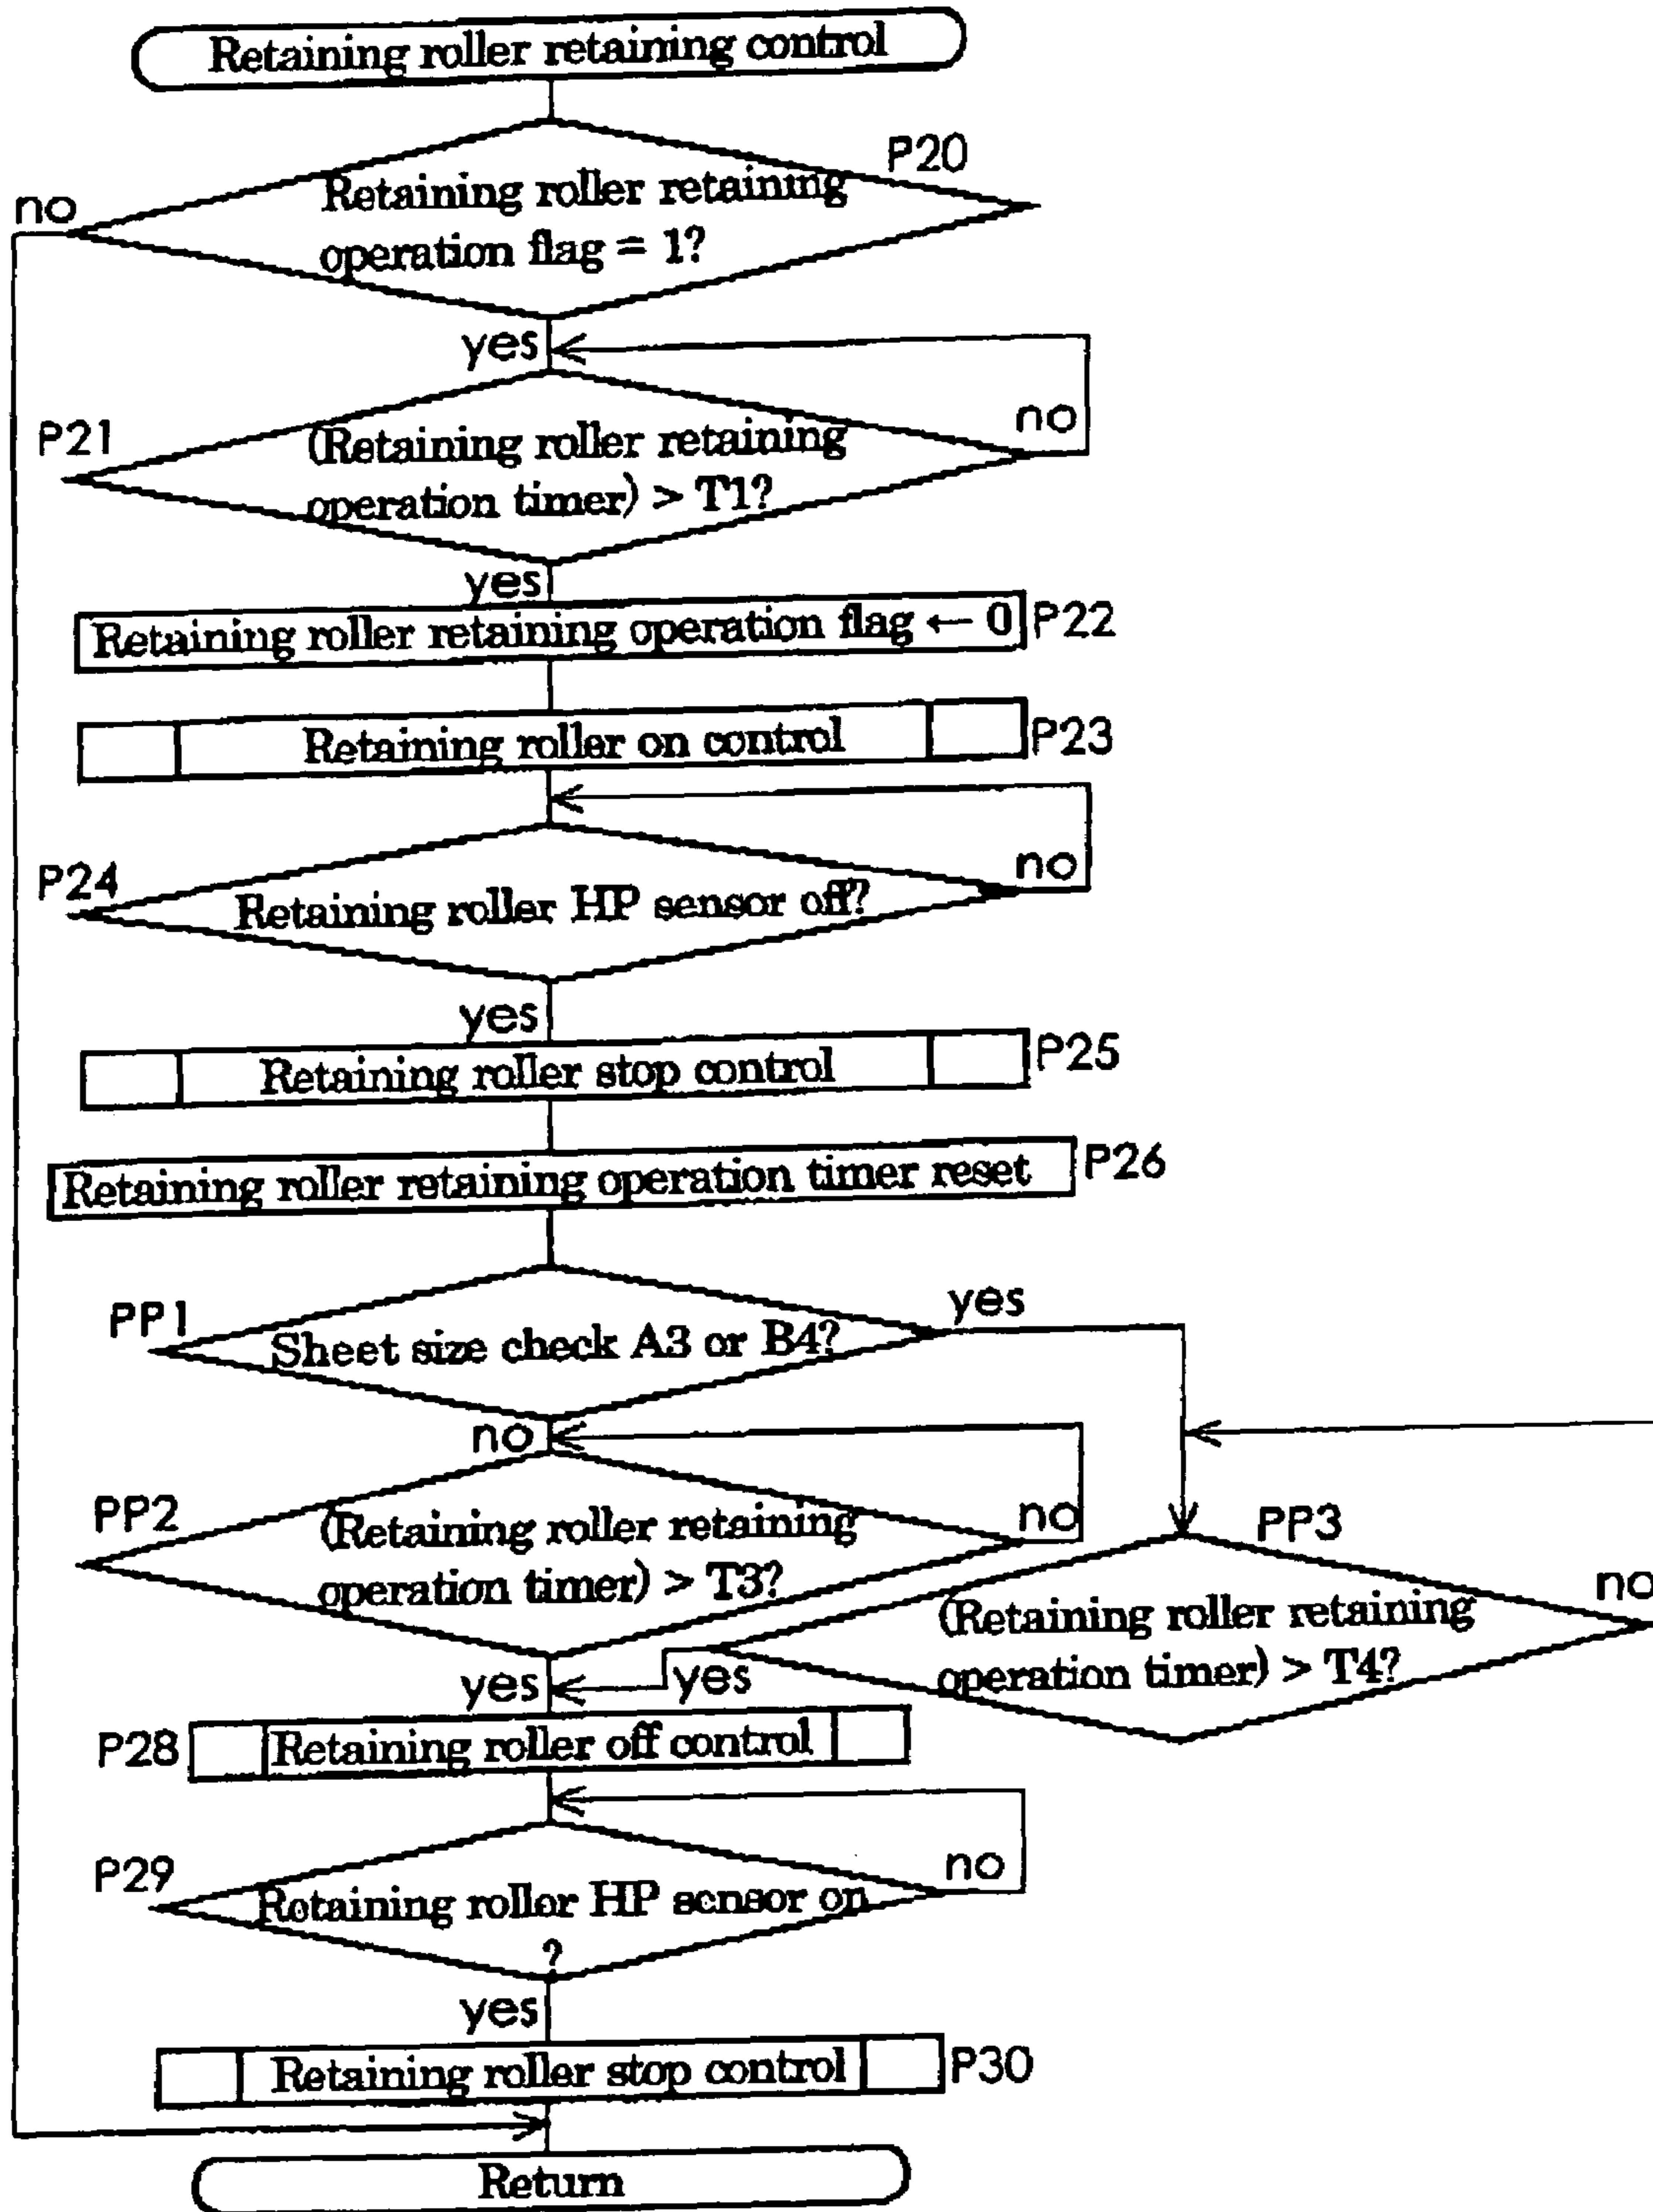 Retaining roller retaining control
P20
Retaining roller retaining
operation flag = 1?
no
yes
P21
(Retaining roller retaining
operation timer) > T1?
no
yes
Retaining roller retaining operation flag ← 0
P22
Retaining roller on control
P23
P24
Retaining roller HP sensor off?
no
yes
Retaining roller stop control
P25
Retaining roller retaining operation timer reset
P26
PP1
Sheet size check A3 or B4?
yes
no
PP2
(Retaining roller retaining
operation timer) > T3?
no
yes
PP3
(Retaining roller retaining
operation timer) > T4?
no
yes
P28
Retaining roller off control
P29
Retaining roller HP sensor on
?
no
yes
Retaining roller stop control
P30
Return